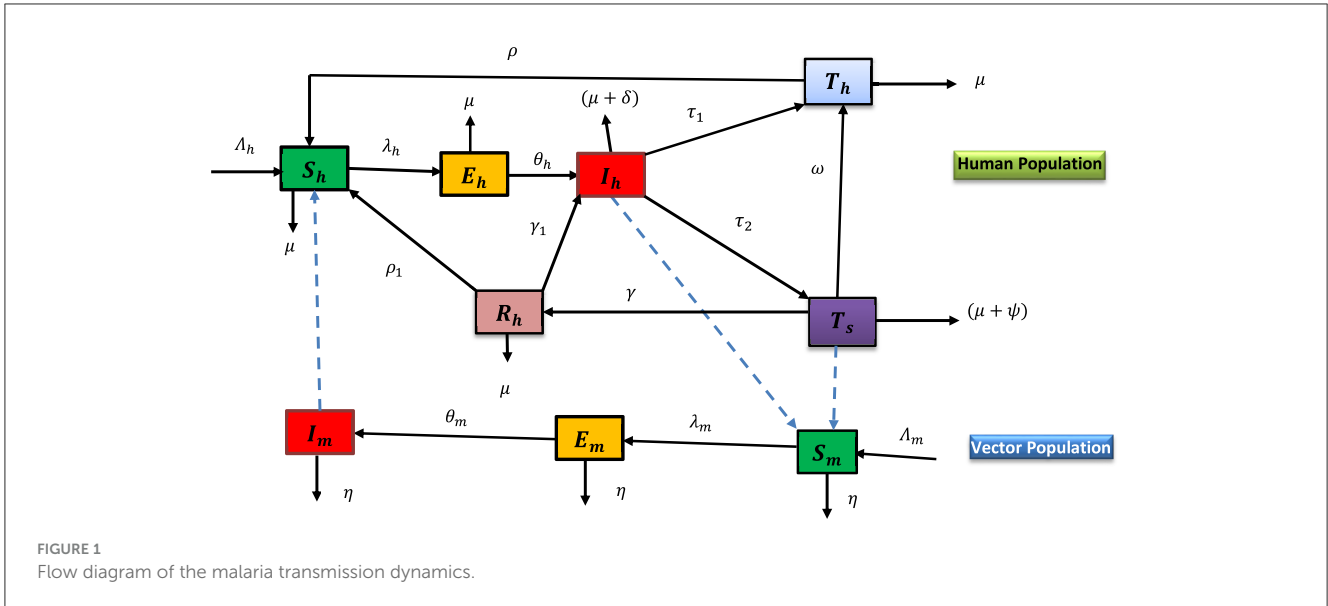 ρ
T_h
μ
(μ + δ)
τ_1
μ
Λ_h
λ_h
θ_h
S_h
E_h
I_h
ω
Human Population
μ
ρ_1
γ_1
τ_2
γ
R_h
T_s
(μ + ψ)
μ
I_m
θ_m
E_m
λ_m
S_m
Λ_m
Vector Population
η
η
η
FIGURE 1
Flow diagram of the malaria transmission dynamics.